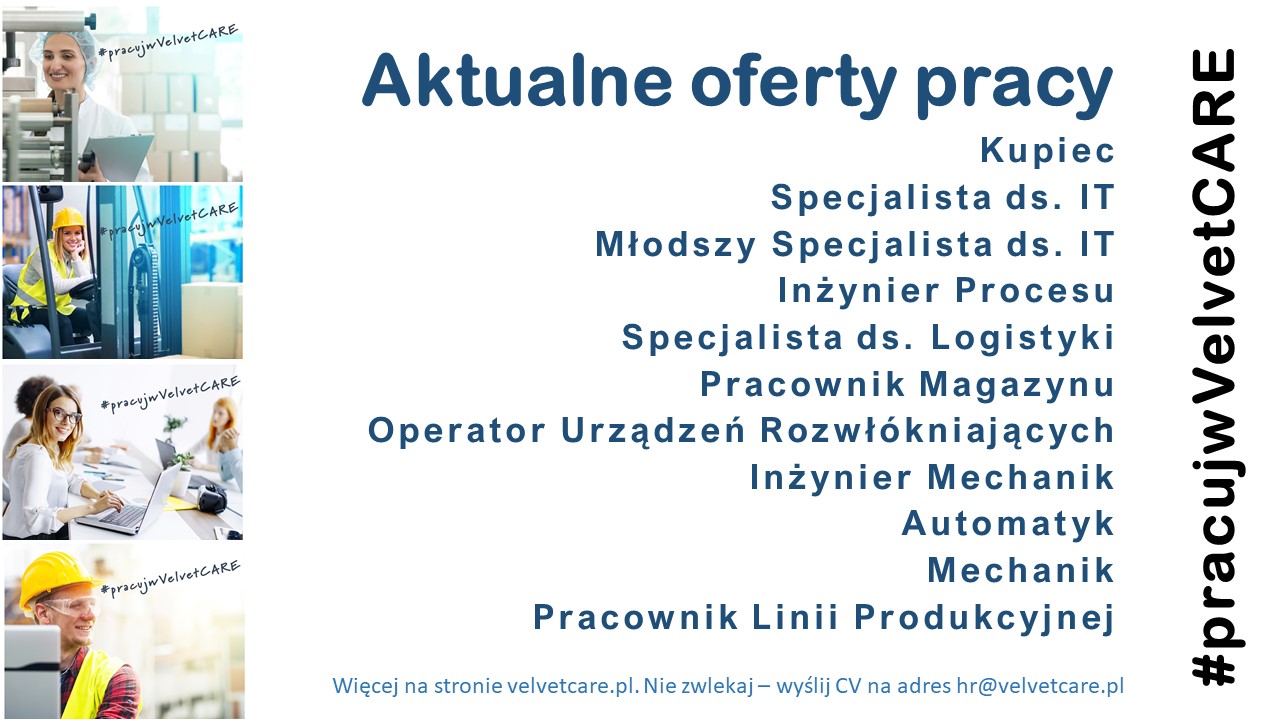 #pracujwVelvetCARE
#pracujwVelvetCARE
#pracujwVelvetCARE
#pracujwVelvetCARE
Aktualne oferty pracy
Kupiec
Specjalista ds. IT
Młodszy Specjalista ds. IT
Inżynier Procesu
Specjalista ds. Logistyki
Pracownik Magazynu
Operator Urządzeń Rozwłókniających
Inżynier Mechanik
Automatyk
Mechanik
Pracownik Linii Produkcyjnej
Więcej na stronie velvetcare.pl. Nie zwlekaj – wyślij CV na adres hr@velvetcare.pl
#pracujwVelvetCARE